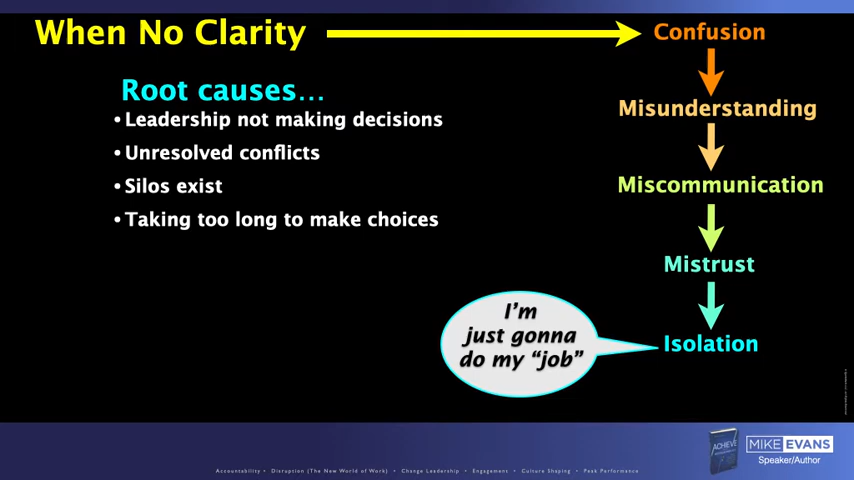 When No Clarity
Confusion
Root causes…
• Leadership not making decisions
• Unresolved conflicts
• Silos exist
• Taking too long to make choices
Misunderstanding
Miscommunication
Mistrust
Isolation
I'm
just gonna
do my “job”
ACHIEVE
MIKE EVANS
Speaker/Author
Accountability • Disruption (The New World of Work) • Change Leadership • Engagement • Culture Shaping • Peak Performance